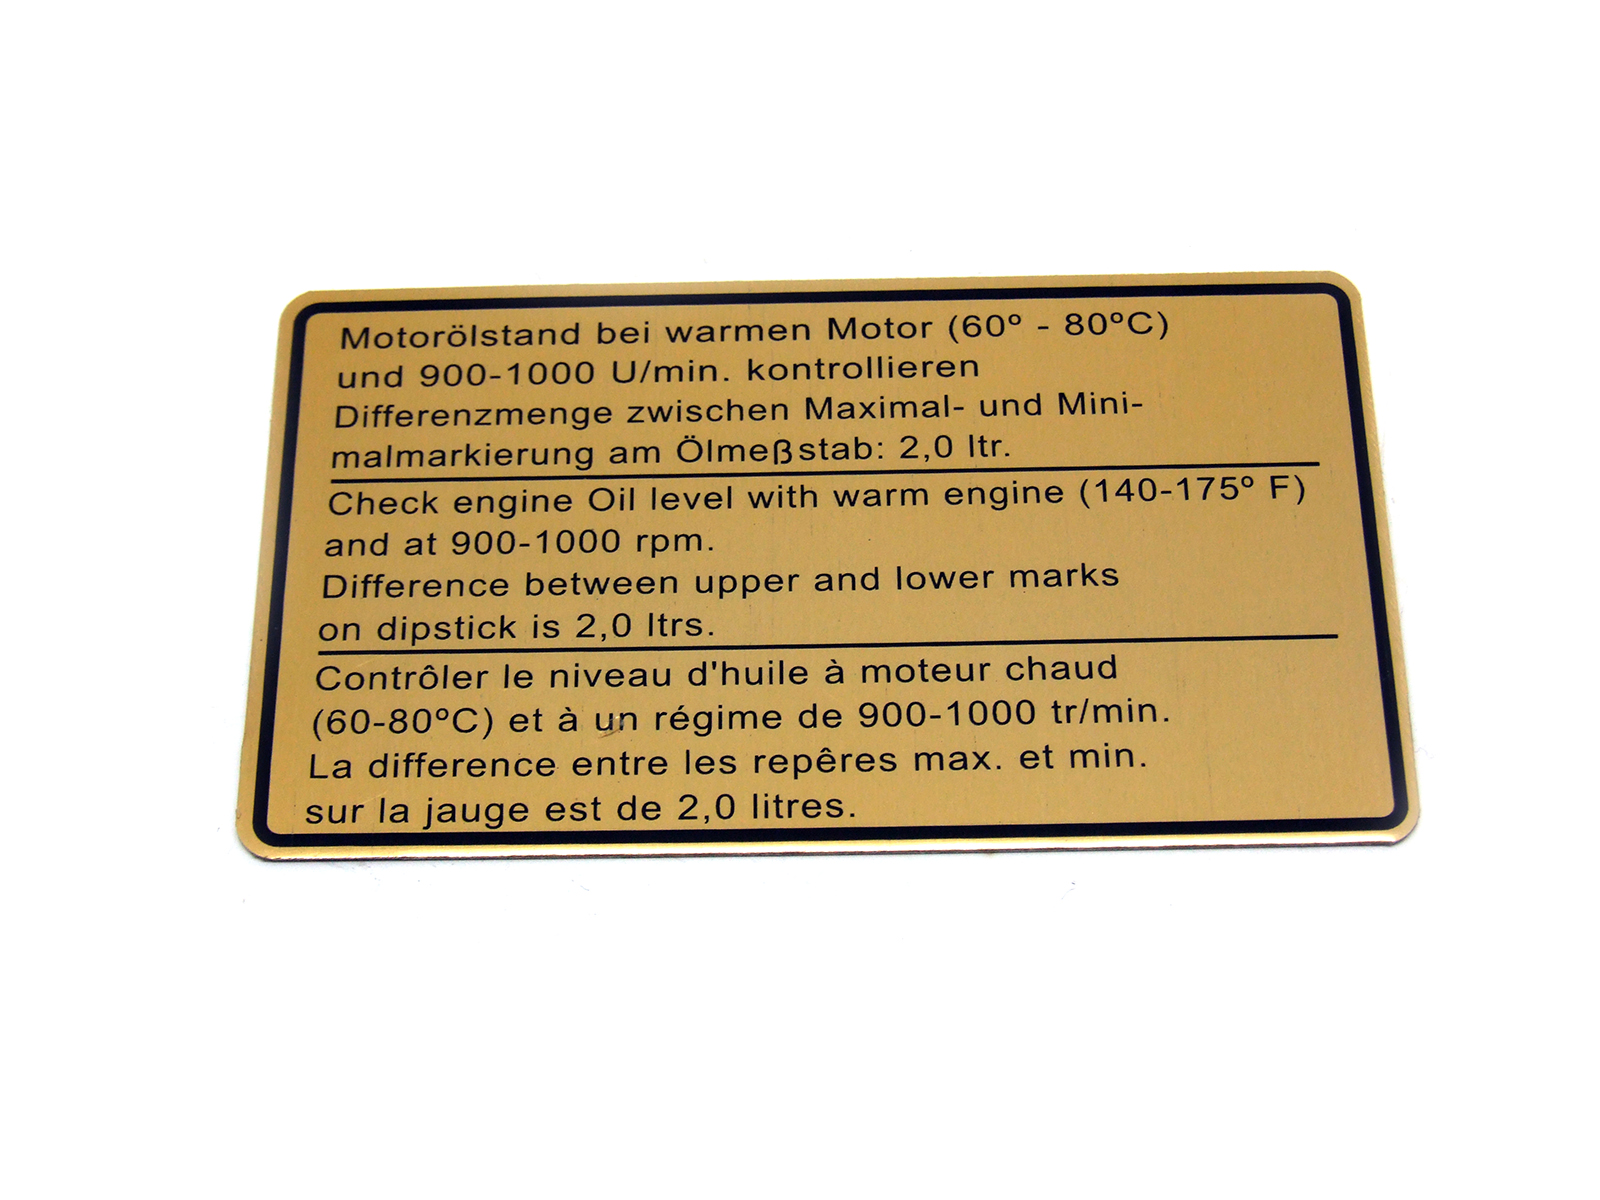 Motorölstand bei warmen Motor (60º - 80ºC)
und 900-1000 U/min. kontrollieren
Differenzmenge zwischen Maximal- und Mini-
malmarkierung am Ölmeßstab: 2,0 ltr.
Check engine Oil level with warm engine (140-175º F)
and at 900-1000 rpm.
Difference between upper and lower marks
on dipstick is 2,0 ltrs.
Contrôler le niveau d'huile à moteur chaud
(60-80ºC) et à un régime de 900-1000 tr/min.
La difference entre les repêres max. et min.
sur la jauge est de 2,0 litres.